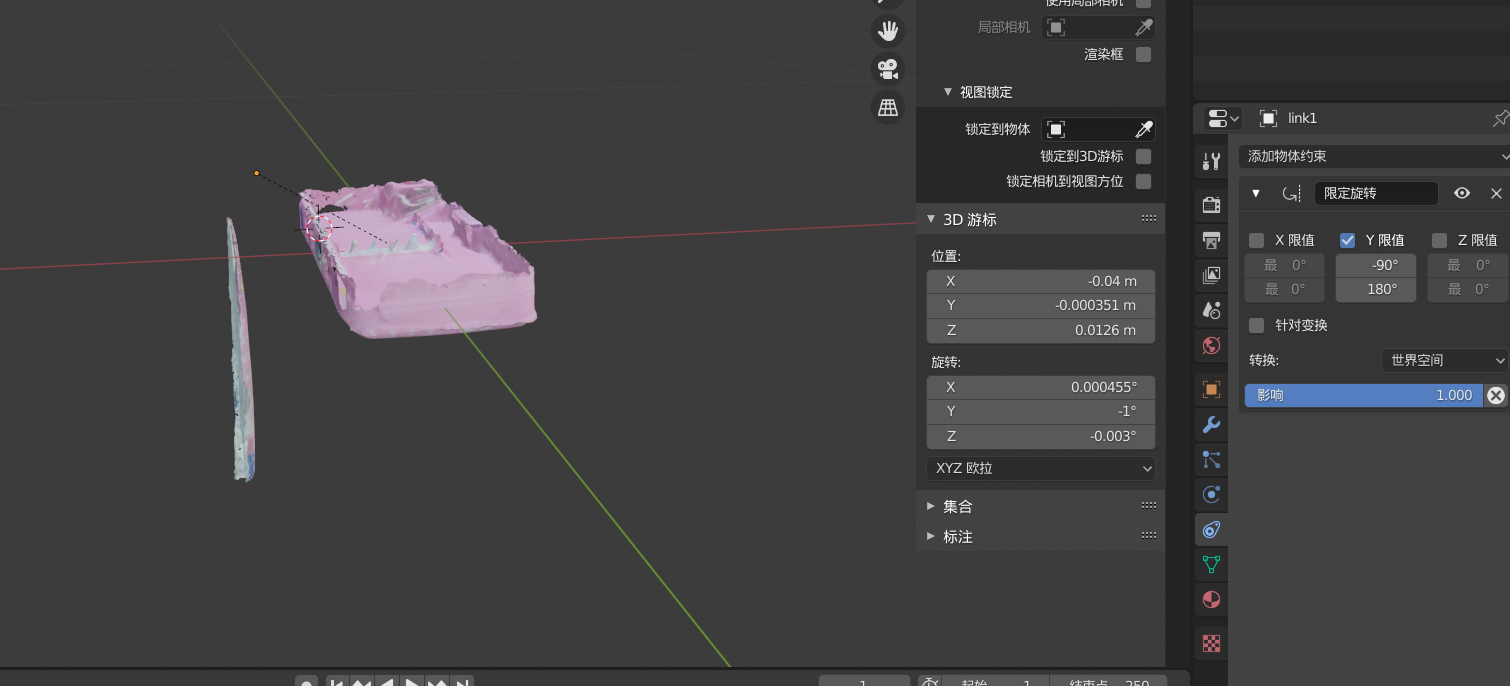 使用局部相机
局部相机
渲染框
视图锁定
锁定到物体
锁定到3D游标
锁定相机到视图方位
3D 游标
位置:
X -0.04 m
Y -0.000351 m
Z 0.0126 m
旋转:
X 0.000455°
Y -1°
Z -0.003°
XYZ 欧拉
集合
标注
link1
添加物体约束
限定旋转
X 限值 Y 限值 Z 限值
最 0° -90° 最 0°
最 0° 180° 最 0°
针对变换
转换: 世界空间
影响 1.000
1 起始 1 结束点 250